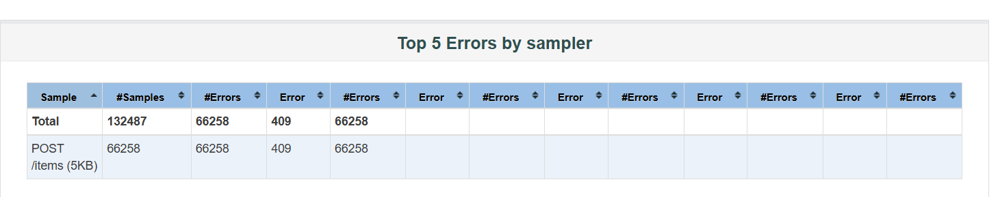 Top 5 Errors by sampler
Sample #Samples #Errors Error #Errors Error #Errors Error #Errors Error #Errors Error #Errors
Total 132487 66258 409 66258
POST /items (5KB) 66258 66258 409 66258